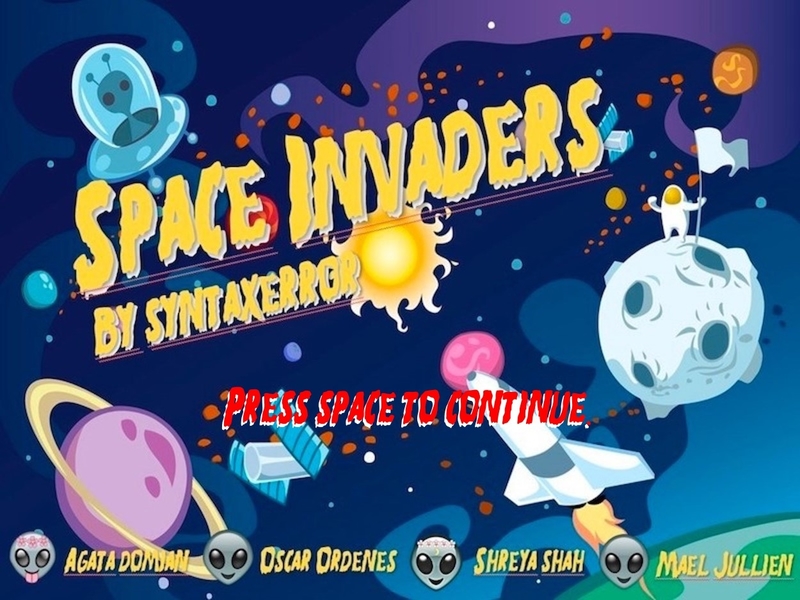 SPACE INVADERS
BY SYNTAXERROR
PRESS SPACE TO CONTINUE.
AGATA DOMJAN OSCAR ORDENES SHREYA SHAH MAEL JULLIEN